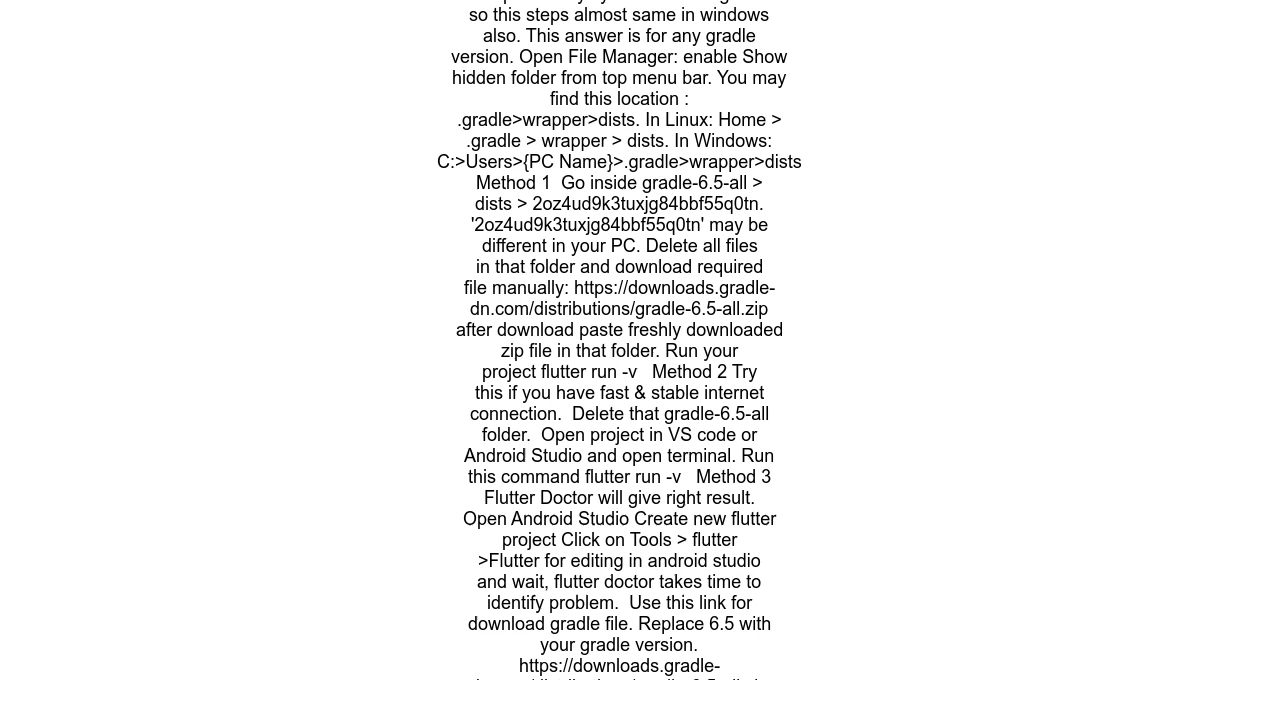 so this steps almost same in windows
also. This answer is for any gradle
version. Open File Manager: enable Show
hidden folder from top menu bar. You may
find this location :
.gradle>wrapper>dists. In Linux: Home >
.gradle > wrapper > dists. In Windows:
C:>Users>{PC Name}>.gradle>wrapper>dists
Method 1  Go inside gradle-6.5-all >
dists > 2oz4ud9k3tuxjg84bbf55q0tn.
'2oz4ud9k3tuxjg84bbf55q0tn' may be
different in your PC. Delete all files
in that folder and download required
file manually: https://downloads.gradle-
dn.com/distributions/gradle-6.5-all.zip
after download paste freshly downloaded
zip file in that folder. Run your
project flutter run -v   Method 2 Try
this if you have fast & stable internet
connection.  Delete that gradle-6.5-all
folder.  Open project in VS code or
Android Studio and open terminal. Run
this command flutter run -v   Method 3
Flutter Doctor will give right result.
Open Android Studio Create new flutter
project Click on Tools > flutter
>Flutter for editing in android studio
and wait, flutter doctor takes time to
identify problem.  Use this link for
download gradle file. Replace 6.5 with
your gradle version.
https://downloads.gradle-